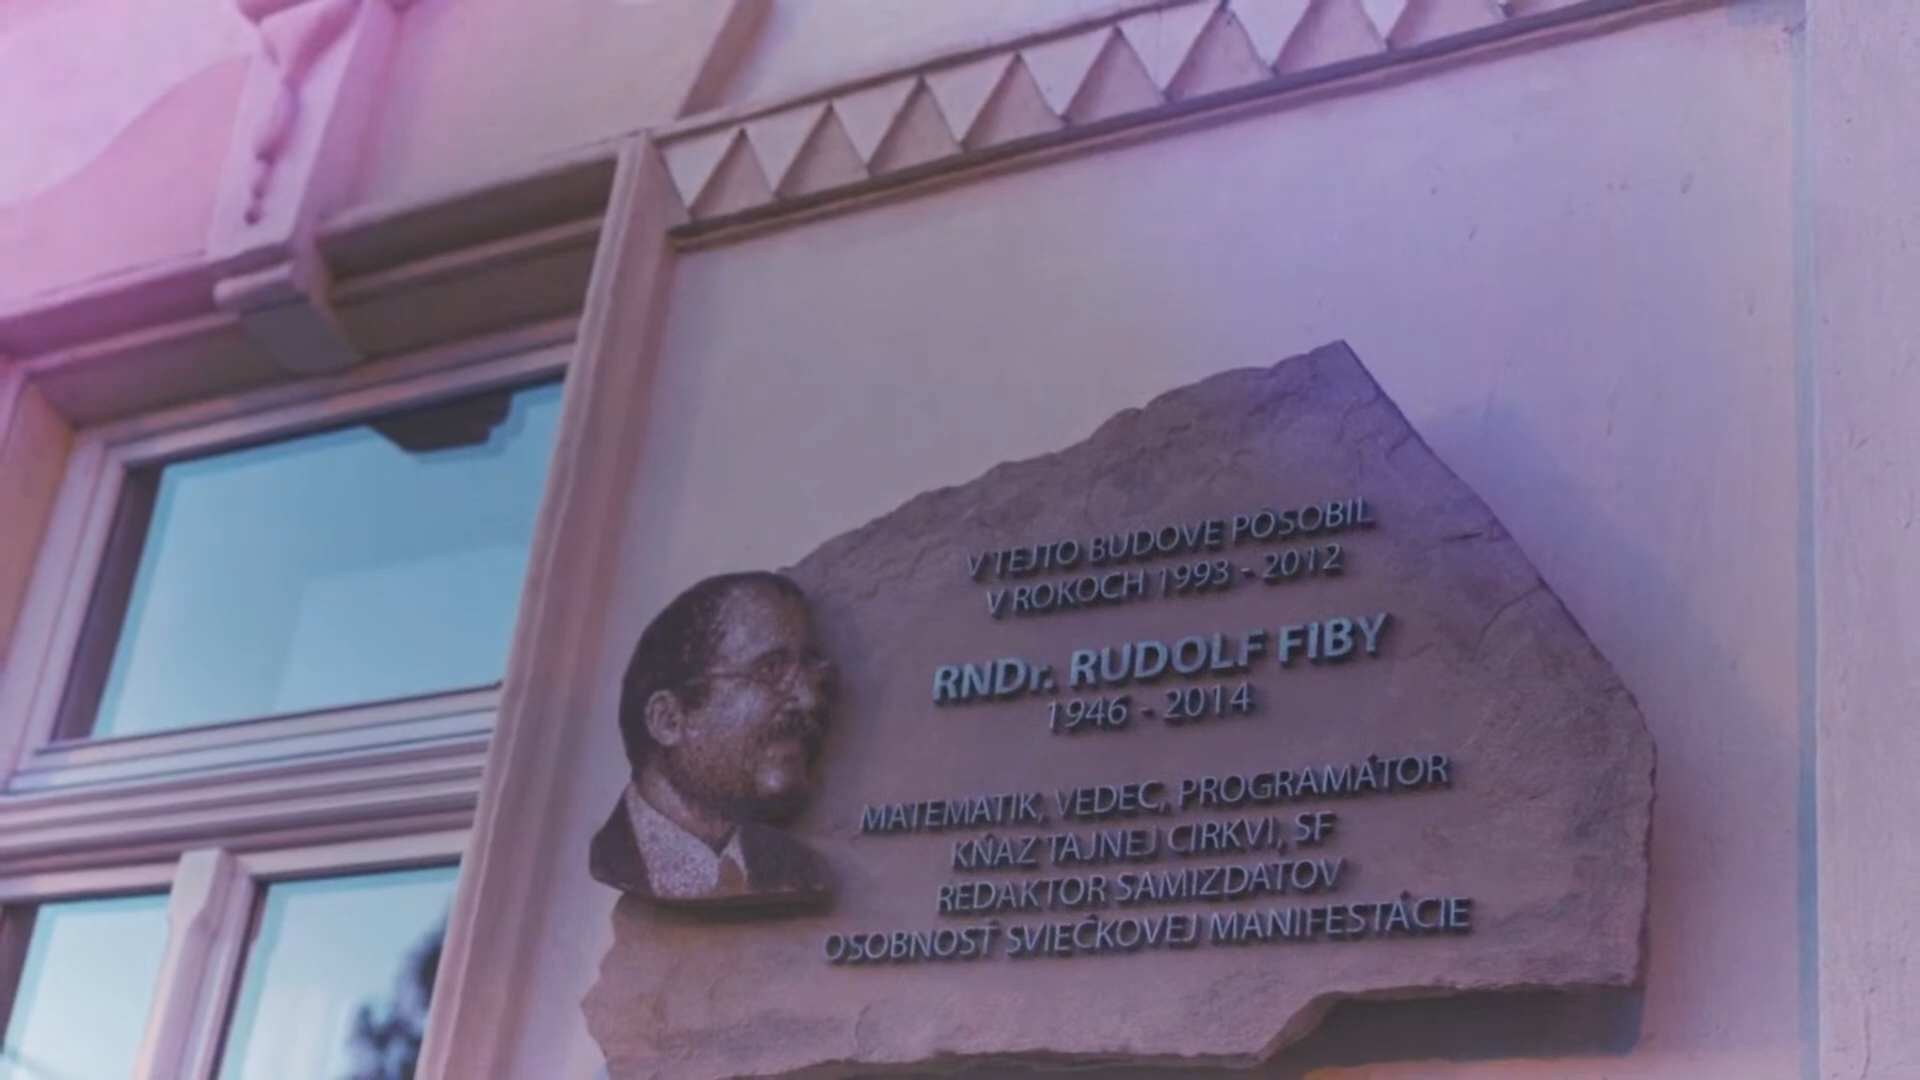 V TEJTO BUDOVE PÔSOBIL
V ROKOCH 1993 - 2012
RNDr. RUDOLF FIBY
1946 - 2014
MATEMATIK, VEDEC, PROGRAMÁTOR
KŇAZ TAJNEJ CIRKVI, SF
REDAKTOR SAMIZDATOV
OSOBNOSŤ SVIEČKOVEJ MANIFESTÁCIE